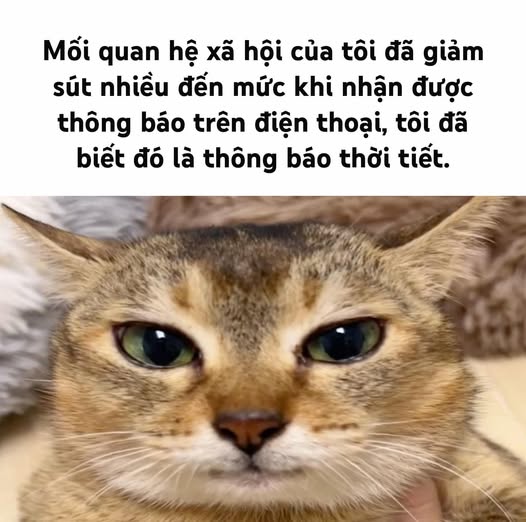 Mối quan hệ xã hội của tôi đã giảm
sút nhiều đến mức khi nhận được
thông báo trên điện thoại, tôi đã
biết đó là thông báo thời tiết.